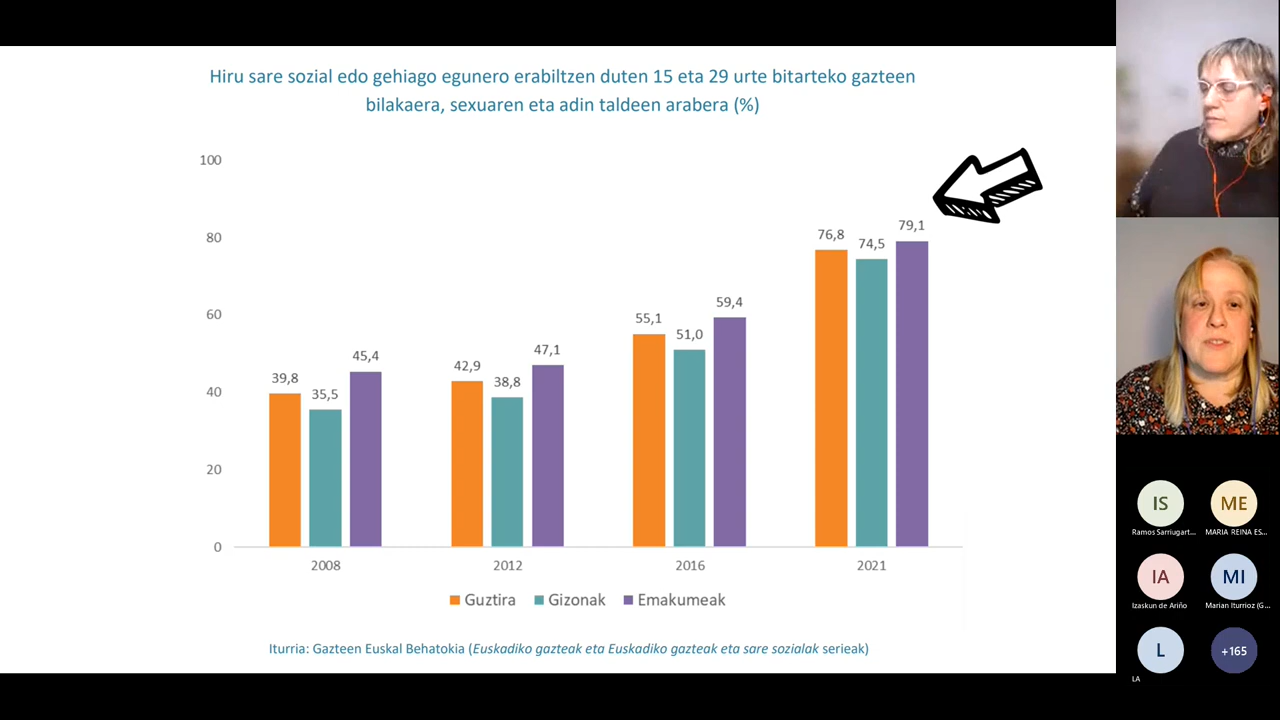 Hiru sare sozial edo gehiago egunero erabiltzen duten 15 eta 29 urte bitarteko gazteen
bilakaera, sexuaren eta adin taldeen arabera (%)
100
80
60
40
20
0
39,8
35,5
45,4
42,9
38,8
47,1
55,1
51,0
59,4
76,8
74,5
79,1
2008
2012
2016
2021
Guztira
Gizonak
Emakumeak
Iturria: Gazteen Euskal Behatokia (Euskadiko gazteak eta Euskadiko gazteak eta sare sozialak serieak)
IS
ME
Ramos Sarriugart...
MARIA REINA ES...
IA
MI
Izaskun de Ariño
Marian Iturrioz (G...
L
+165
LA